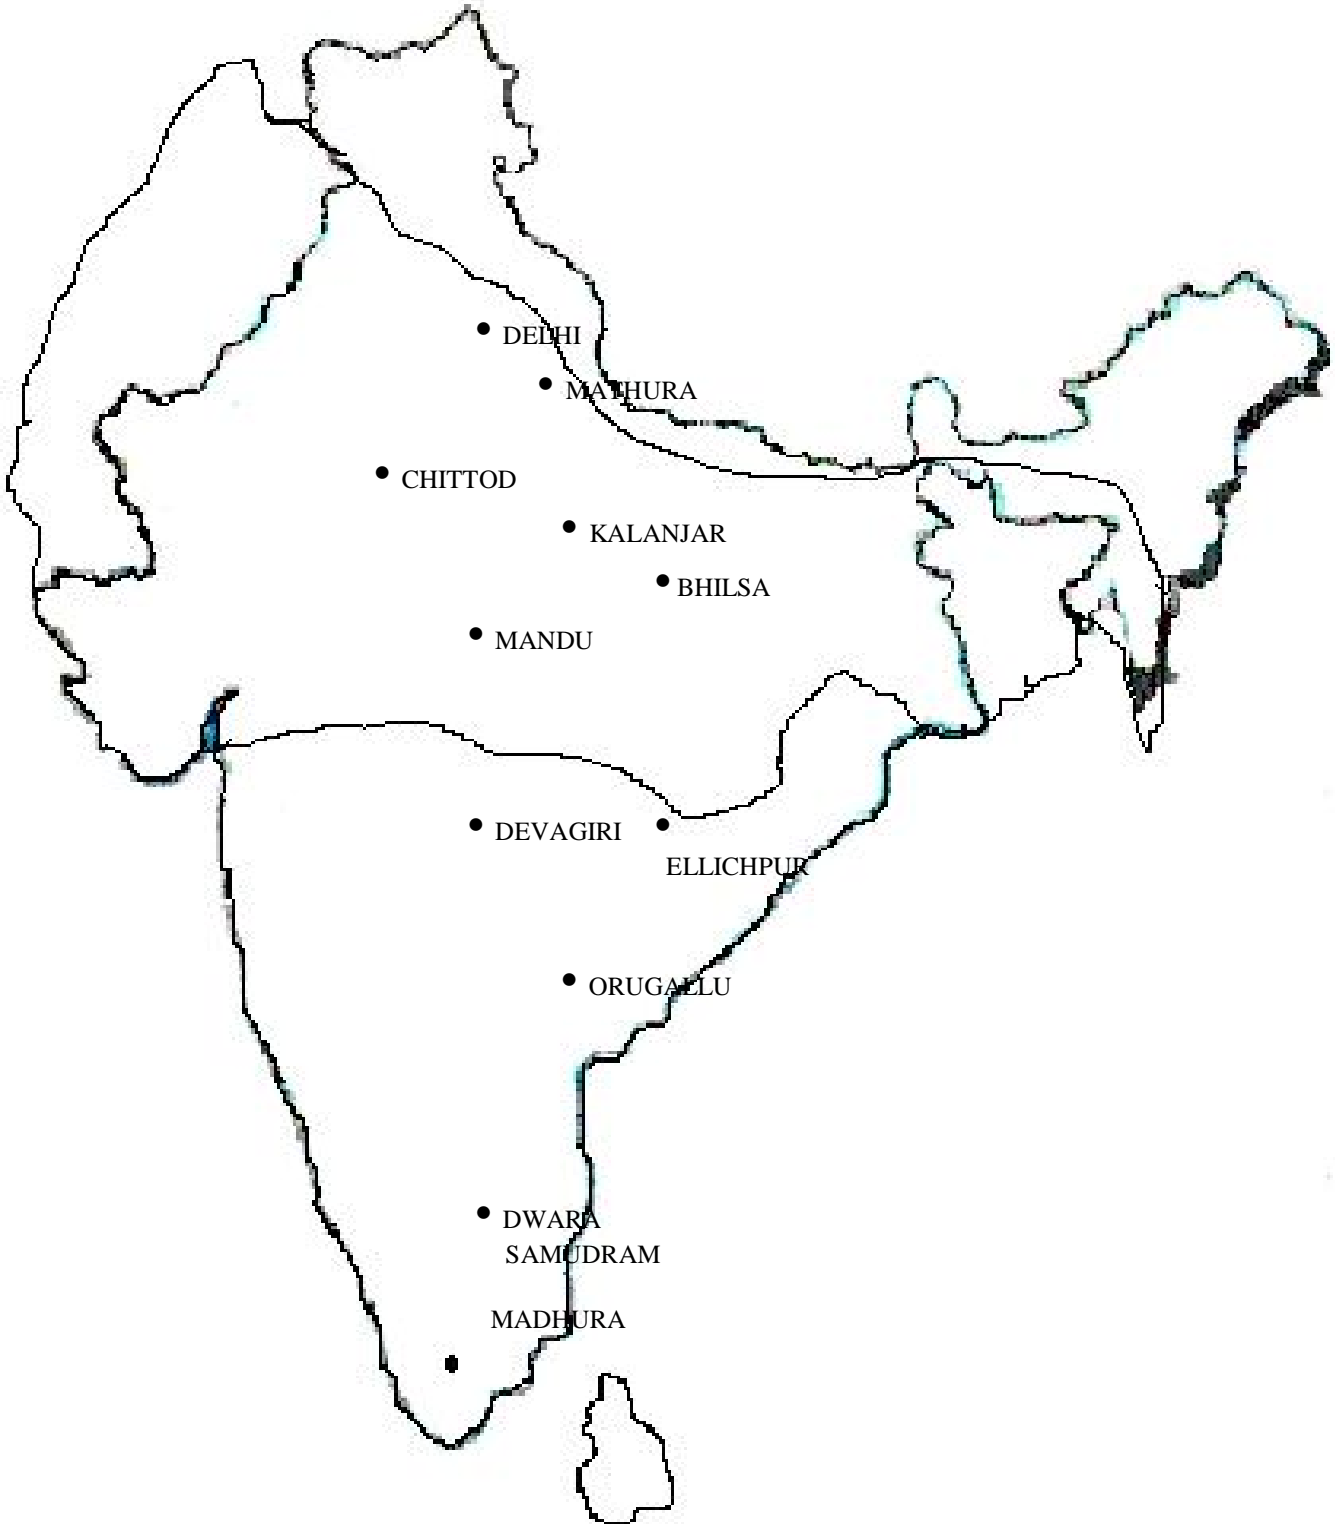 DELHI
MATHURA
CHITTOD
KALANJAR
BHILSA
MANDU
DEVAGIRI
ELLICHPUR
ORUGALLU
DWARA
SAMUDRAM
MADHURA